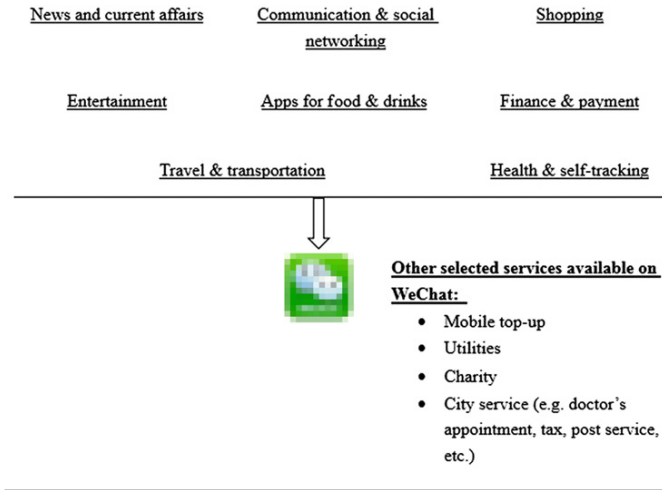 News and current affairs
Communication & social
networking
Shopping
Entertainment
Apps for food & drinks
Finance & payment
Travel & transportation
Health & self-tracking
Other selected services available on
WeChat:
• Mobile top-up
• Utilities
• Charity
• City service (e.g. doctor's
appointment, tax, post service,
etc.)